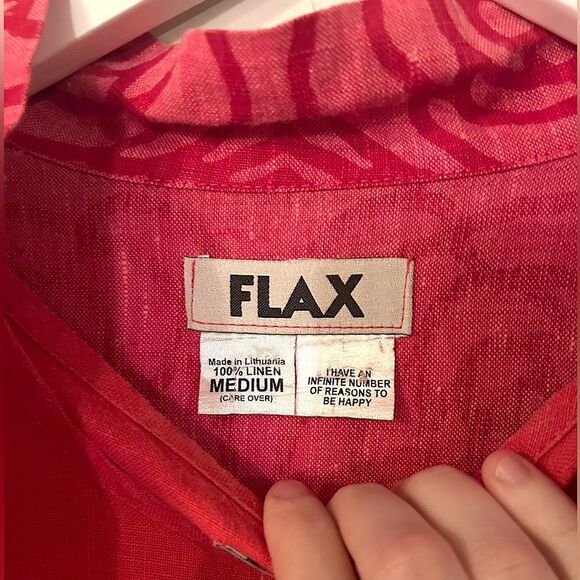 FLAX
Made in Lithuania
100% LINEN
MEDIUM
(CARE OVER)
I HAVE AN
INFINITE NUMBER
OF REASONS TO
BE HAPPY